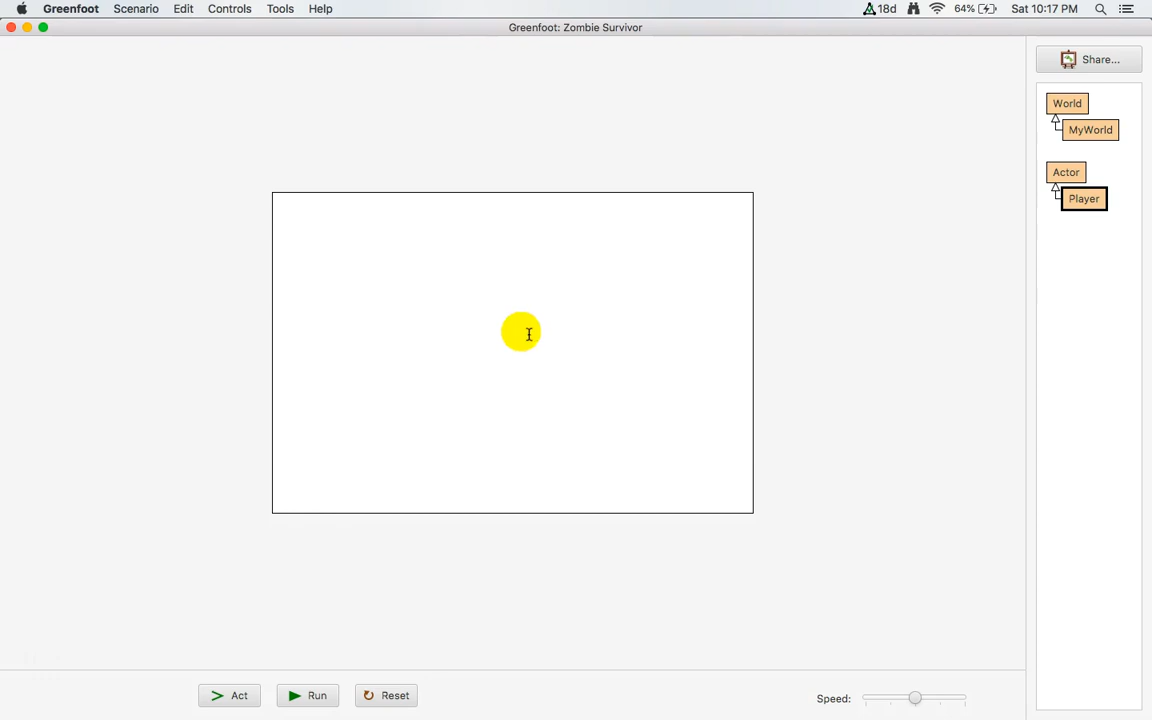 Greenfoot Scenario Edit Controls Tools Help 18d 64% Sat 10:17 PM
Greenfoot: Zombie Survivor
Share...
World
MyWorld
Actor
Player
Act Run Reset Speed: